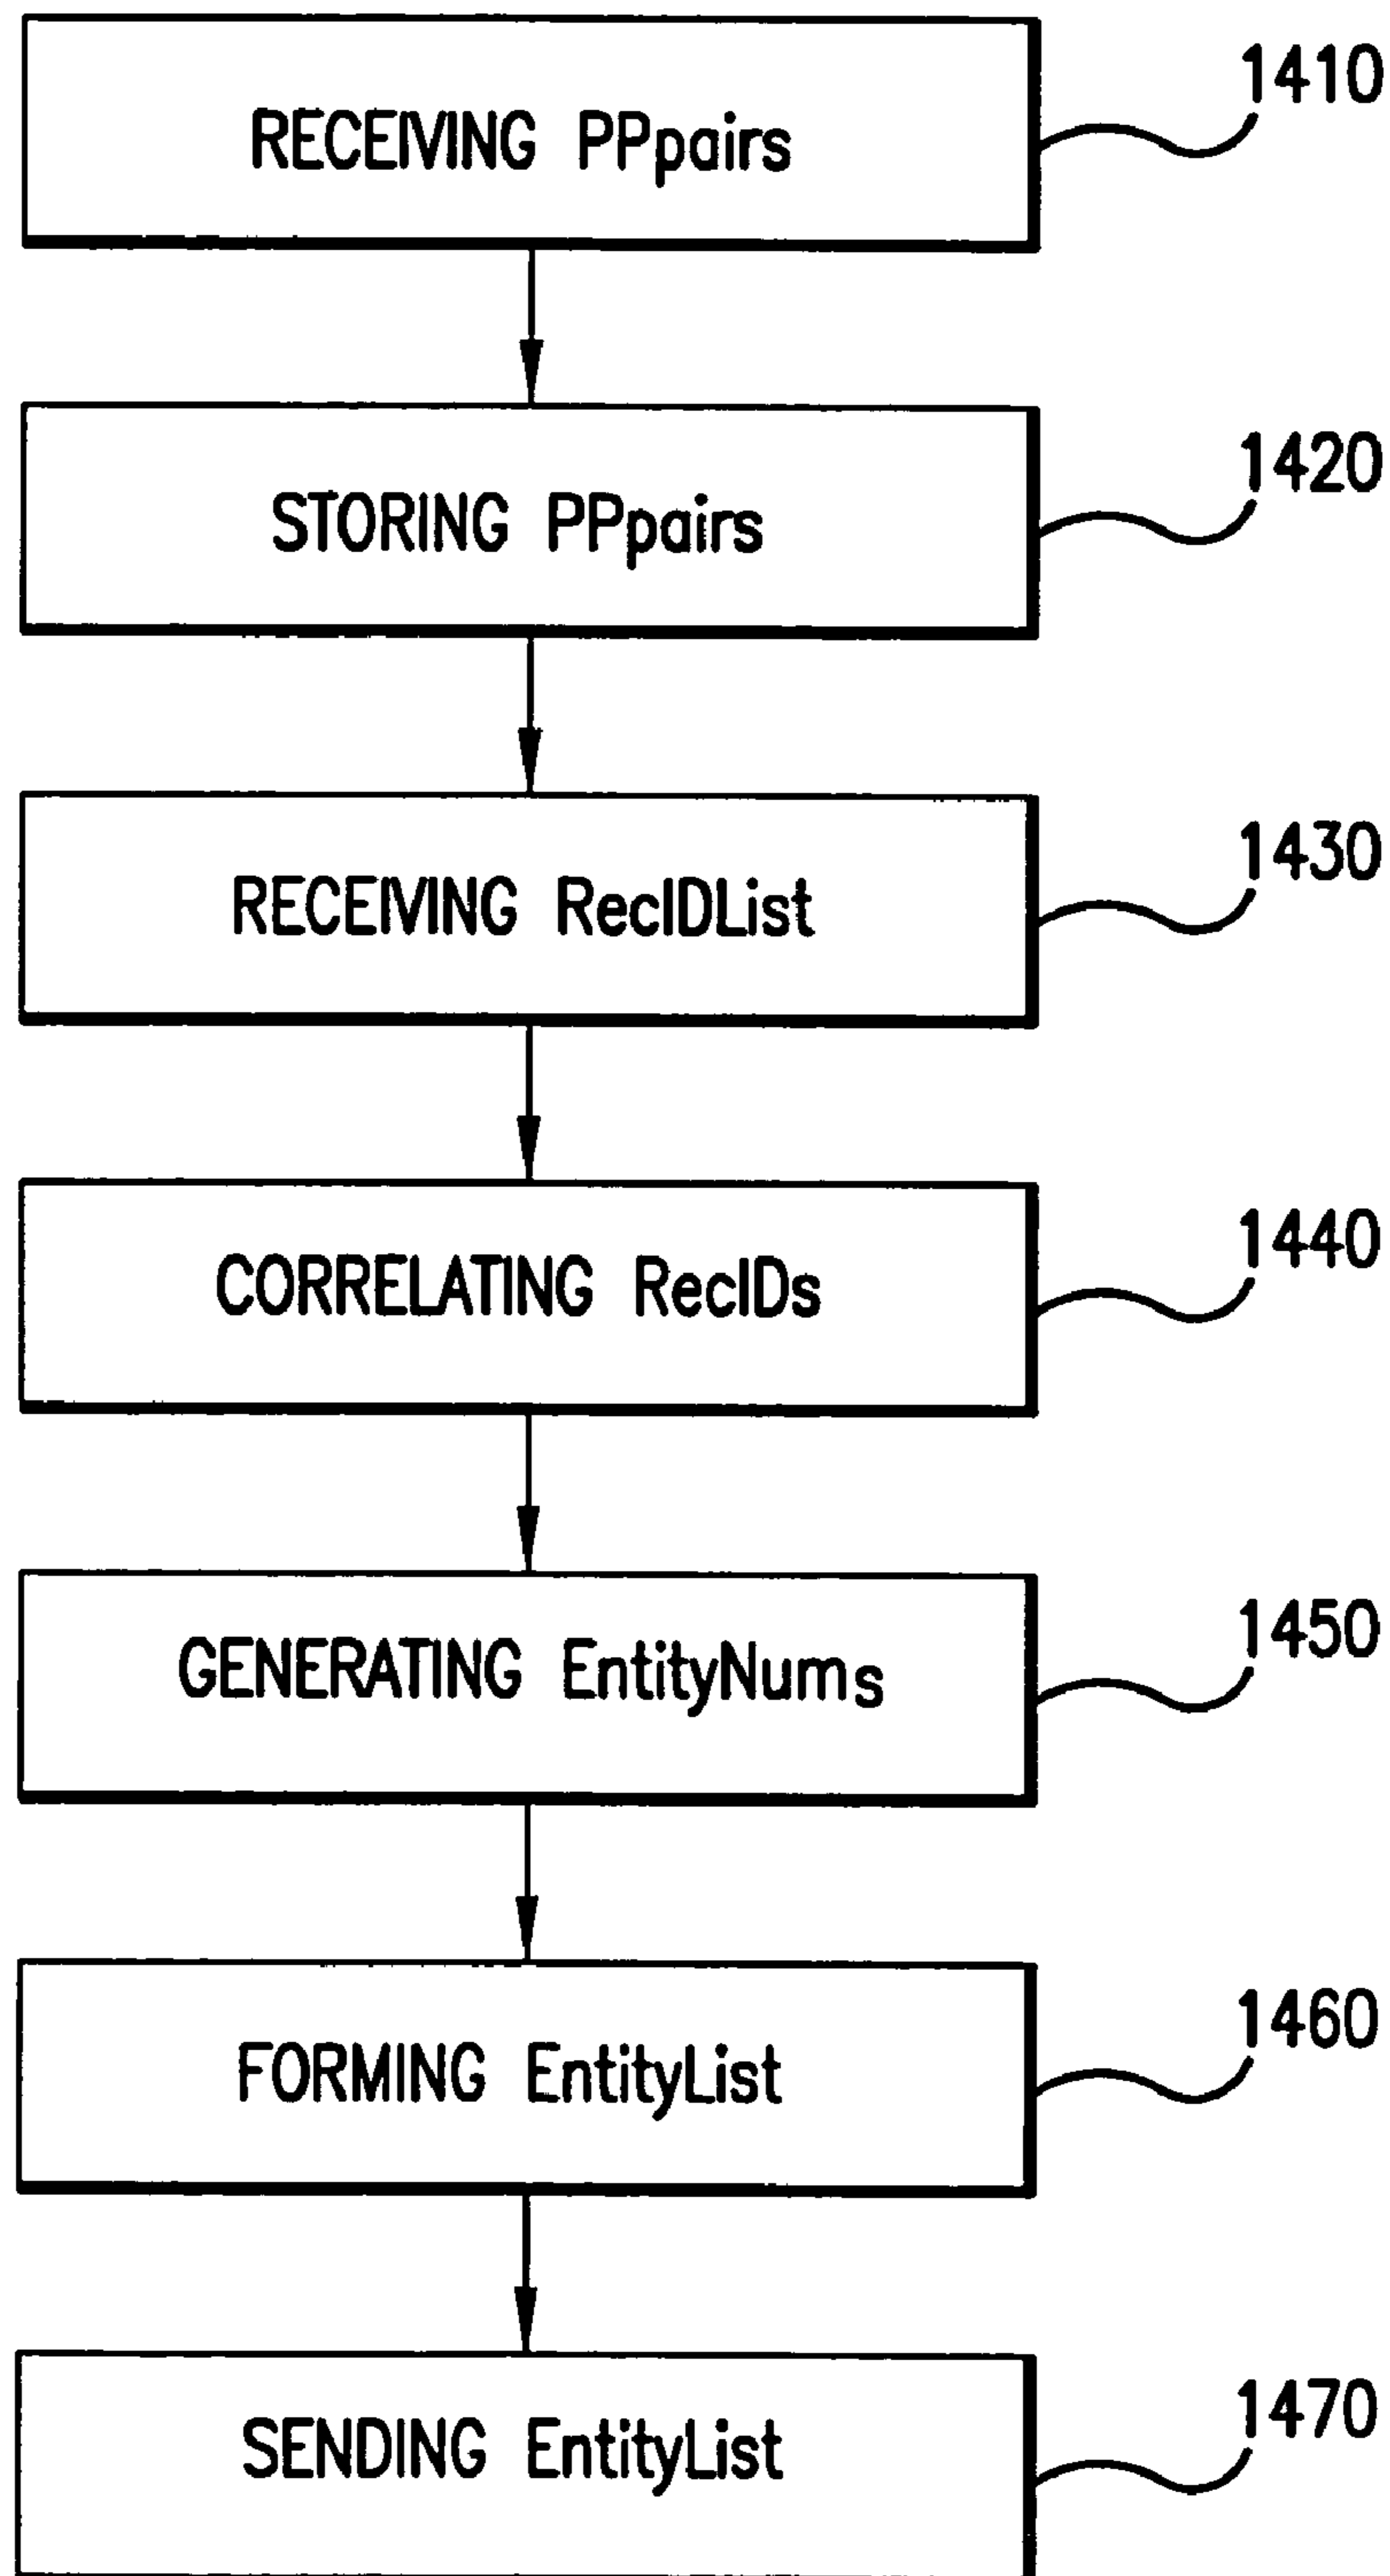 RECEIVING PPpairs
1410
STORING PPpairs
1420
RECEIVING RecIDList
1430
CORRELATING RecIDs
1440
GENERATING EntityNums
1450
FORMING EntityList
1460
SENDING EntityList
1470